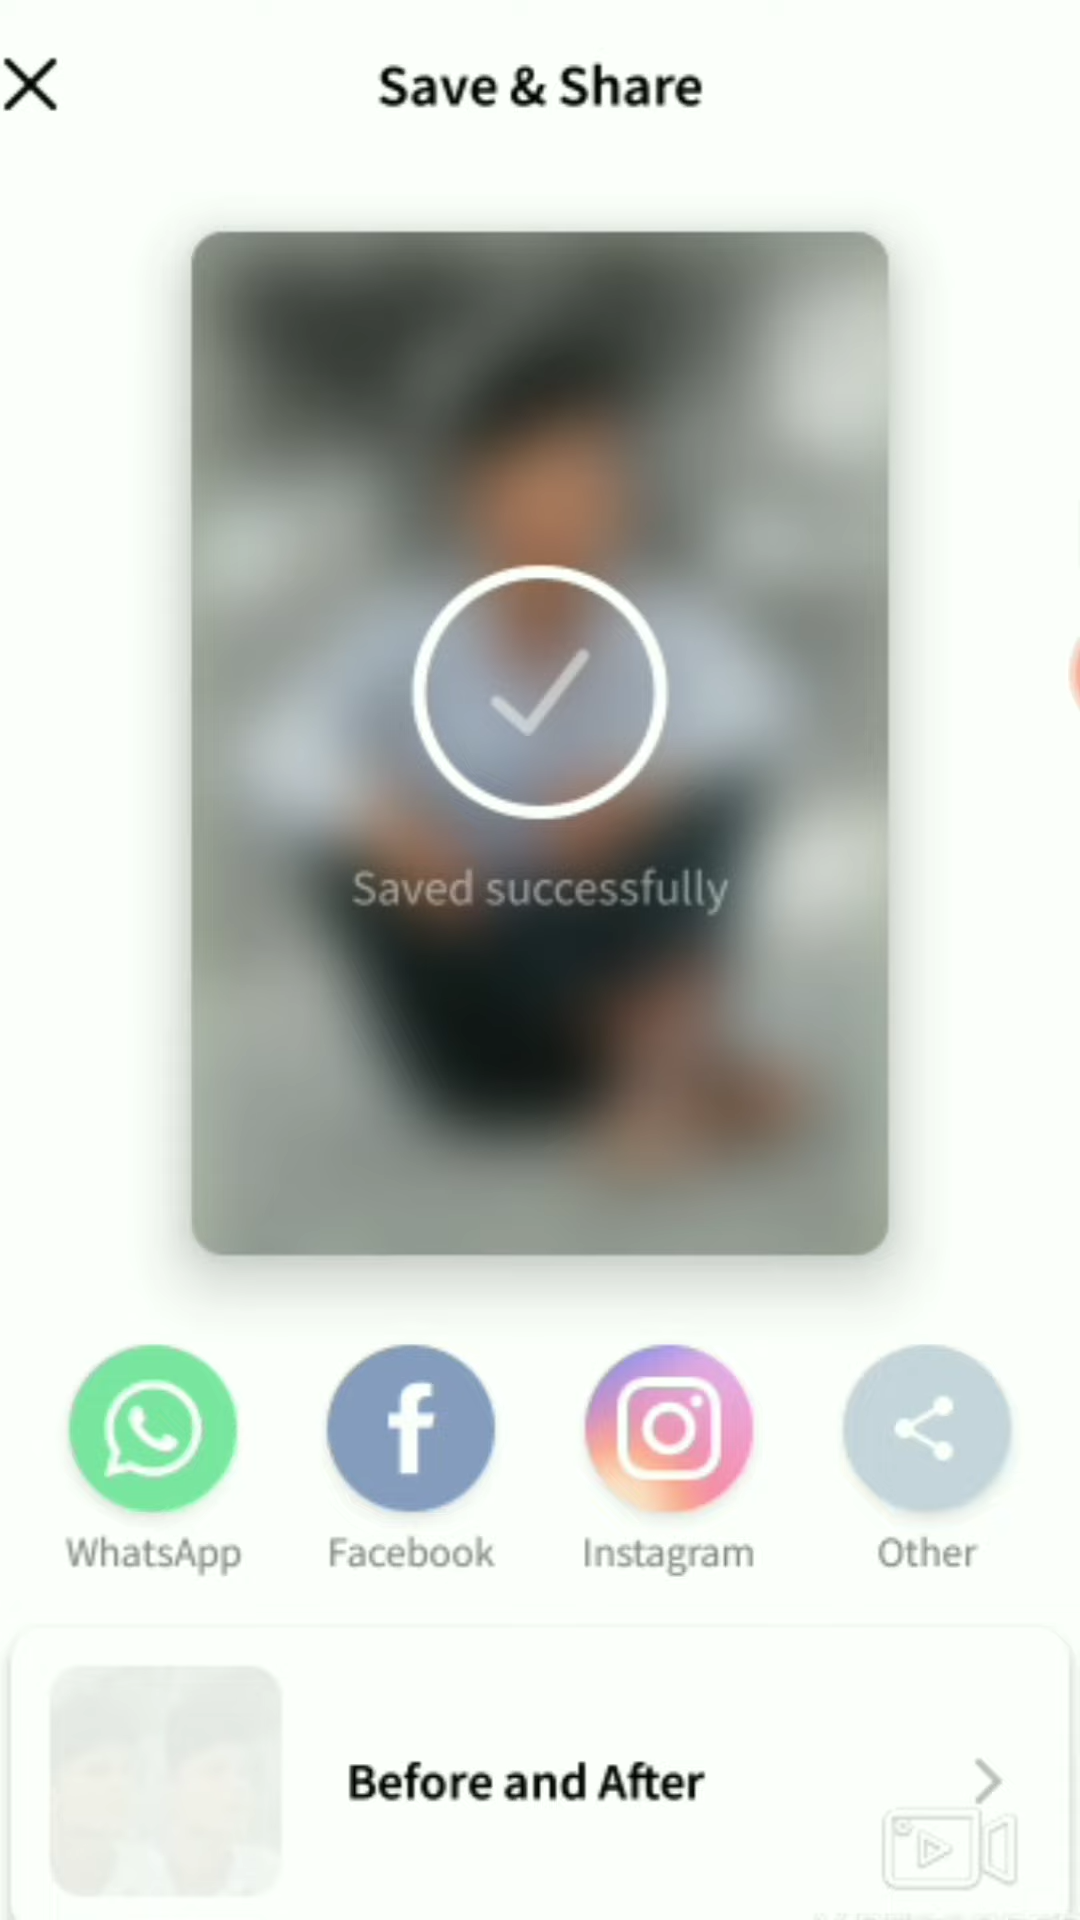 Save & Share
Saved successfully
WhatsApp
Facebook
Instagram
Other
Before and After